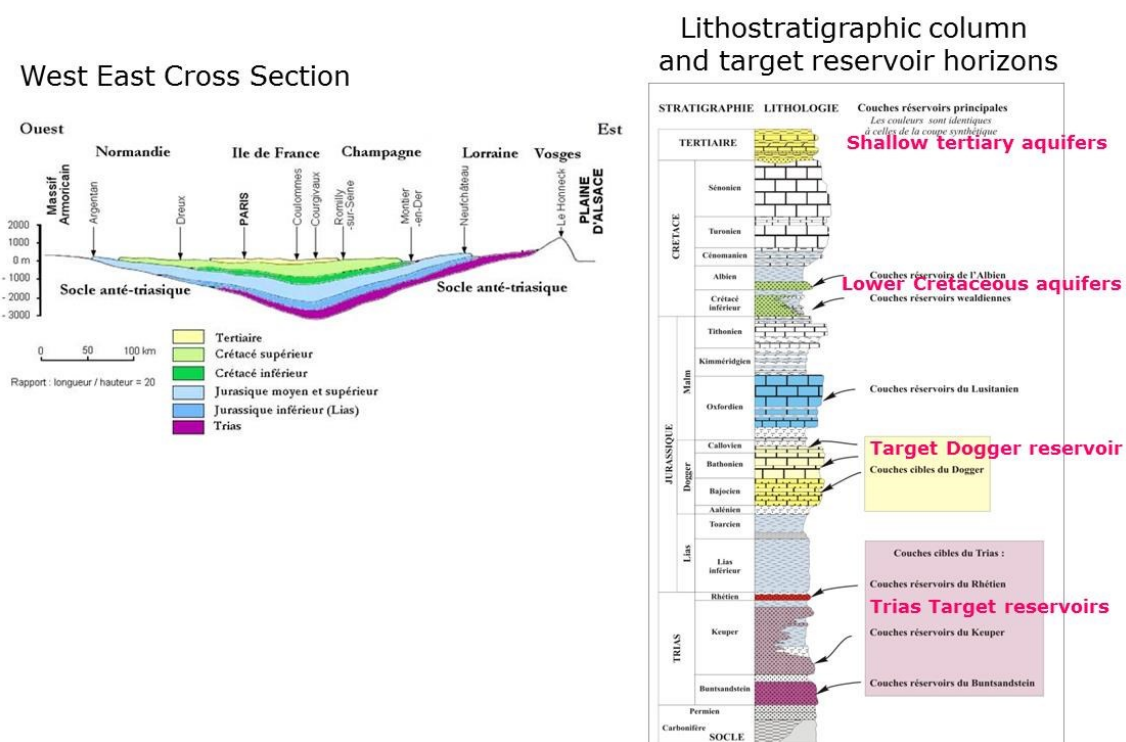 West East Cross Section
Ouest
Est
Normandie
Ile de France
Champagne
Lorraine
Vosges
Massif
Armoricain
Argentan
Dreux
PARIS
Coulommes
Courgivaux
Romilly
-sur-Seine
Montier
-en-Der
Neufchâteau
Le Honneck
PLAINE
D'ALSACE
2000
1000
0 m
- 1000
- 2000
- 3000
Socle anté-triasique
Socle anté-triasique
0 50 100 km
Rapport : longueur / hauteur = 20
Tertiaire
Crétacé supérieur
Crétacé inférieur
Jurasique moyen et supérieur
Jurassique inférieur (Lias)
Trias
Lithostratigraphic column
and target reservoir horizons
STRATIGRAPHIE LITHOLOGIE
Couches réservoirs principales
Les couleurs sont identiques
à celles de la coupe synthétique
TERTIAIRE
Shallow tertiary aquifers
CRETACE
Sénonien
Turonien
Cénomanien
Albien
Couches réservoirs de l'Albien
Lower Cretaceous aquifers
Crétacé
inférieur
Couches réservoirs wealdiennes
JURASSIQUE
Malm
Tithonien
Kimméridgien
Oxfordien
Couches réservoirs du Lusitanien
Dogger
Callovien
Target Dogger reservoir
Bathonien
Couches cibles du Dogger
Bajocien
Aalénien
Lias
Toarcien
Lias
inférieur
Couches cibles du Trias :
TRIAS
Rhétien
Couches réservoirs du Rhétien
Trias Target reservoirs
Keuper
Couches réservoirs du Keuper
Buntsandstein
Couches réservoirs du Buntsandstein
Permien
Carbonifère
SOCLE